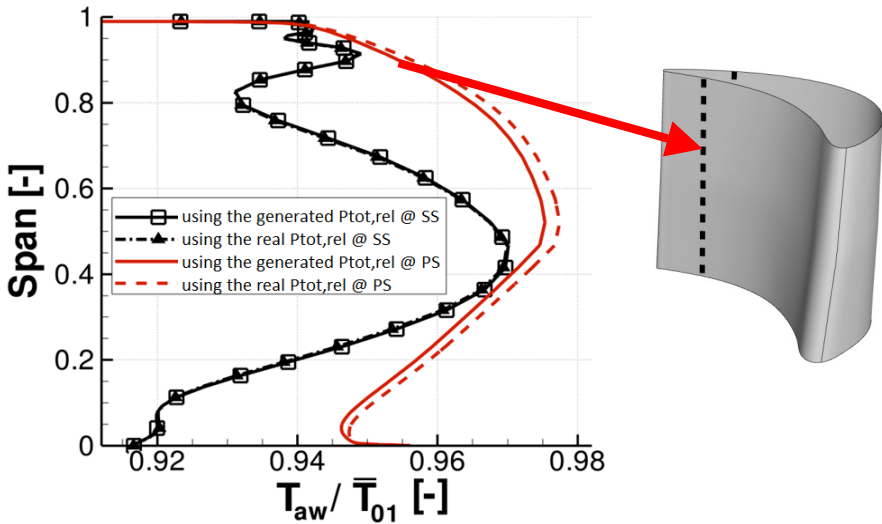 1
0.8
0.6
0.4
0.2
0
Span [-]
using the generated Ptot,rel @ SS
using the real Ptot,rel @ SS
using the generated Ptot,rel @ PS
using the real Ptot,rel @ PS
0.92 0.94 0.96 0.98
Taw/ T̿01 [-]